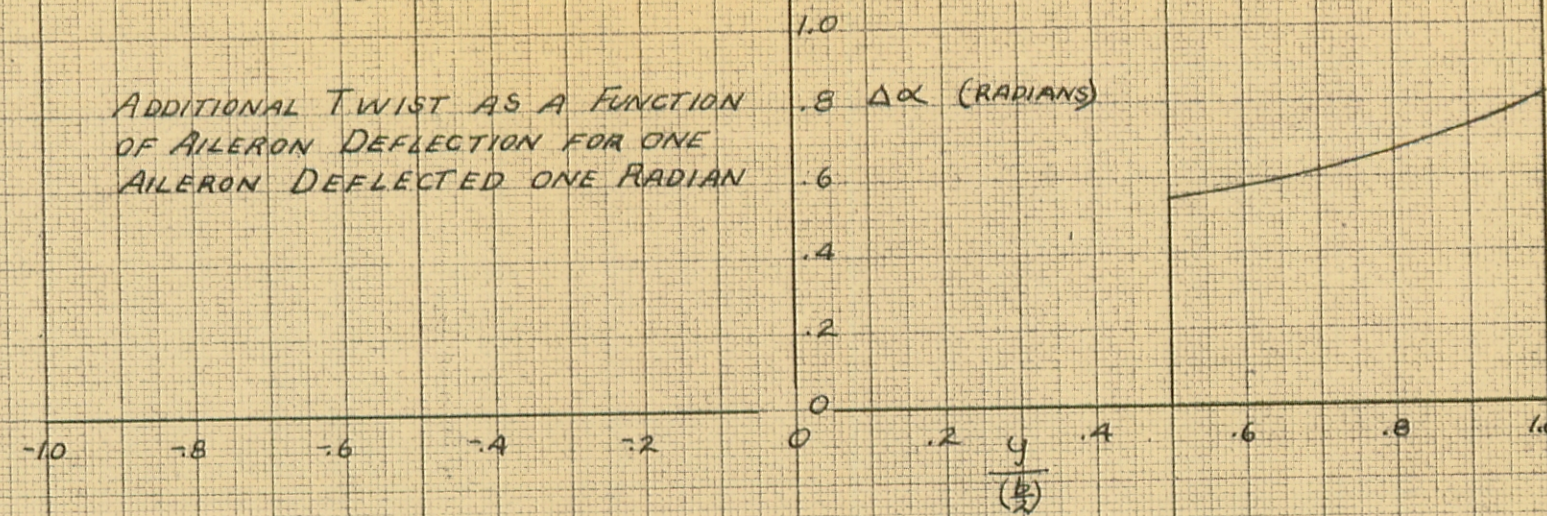 1.0
ADDITIONAL TWIST AS A FUNCTION
OF AILERON DEFLECTION FOR ONE
AILERON DEFLECTED ONE RADIAN
.8 Δα (RADIANS)
.6
.4
.2
0
-1.0 -.8 -.6 -.4 -.2 0 .2 .4 .6 .8
y
(b/2)